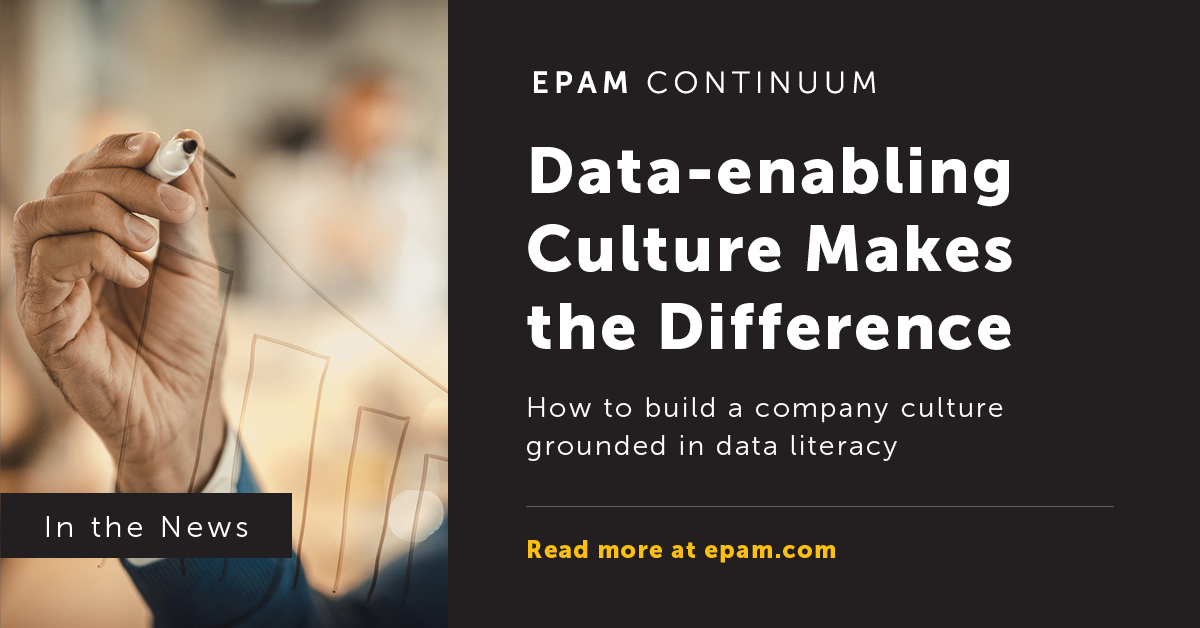 EPAM CONTINUUM
Data-enabling
Culture Makes
the Difference
How to build a company culture
grounded in data literacy
In the News
Read more at epam.com